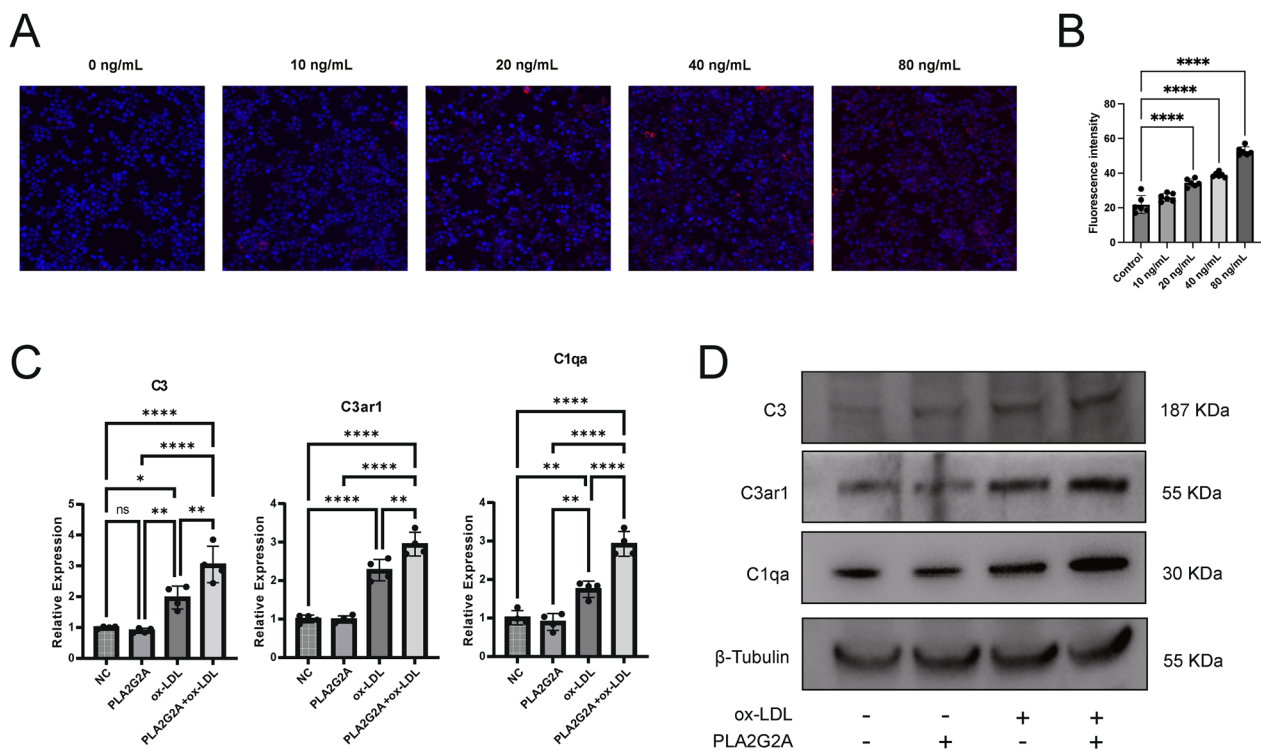 A
0 ng/mL
10 ng/mL
20 ng/mL
40 ng/mL
80 ng/mL
B
****
****
****
Fluorescence intensity
80
60
40
20
0
Control
10 ng/mL
20 ng/mL
40 ng/mL
80 ng/mL
C
C3
****
****
*
ns
**
**
Relative Expression
5
4
3
2
1
0
NC
PLA2G2A
ox-LDL
PLA2G2A+ox-LDL
C3ar1
****
****
****
**
Relative Expression
4
3
2
1
0
NC
PLA2G2A
ox-LDL
PLA2G2A+ox-LDL
C1qa
****
****
**
****
**
Relative Expression
4
3
2
1
0
NC
PLA2G2A
ox-LDL
PLA2G2A+ox-LDL
D
C3
187 KDa
C3ar1
55 KDa
C1qa
30 KDa
β-Tubulin
55 KDa
ox-LDL - - + +
PLA2G2A - + - +